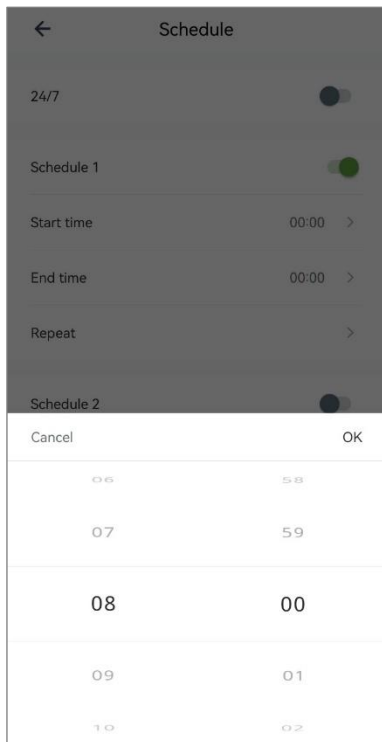 Schedule
24/7
Schedule 1
Start time 00:00 >
End time 00:00 >
Repeat >
Schedule 2
Cancel OK
06 58
07 59
08 00
09 01
10 02